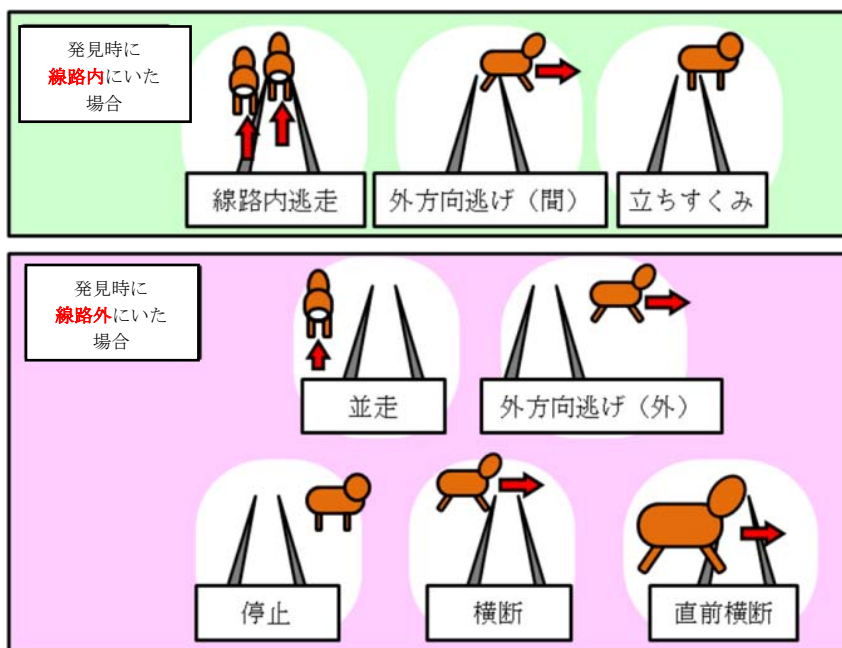 発見時に
線路内にいた
場合
線路内逃走
外方向逃げ（間）
立ちすくみ
発見時に
線路外にいた
場合
並走
外方向逃げ（外）
停止
横断
直前横断